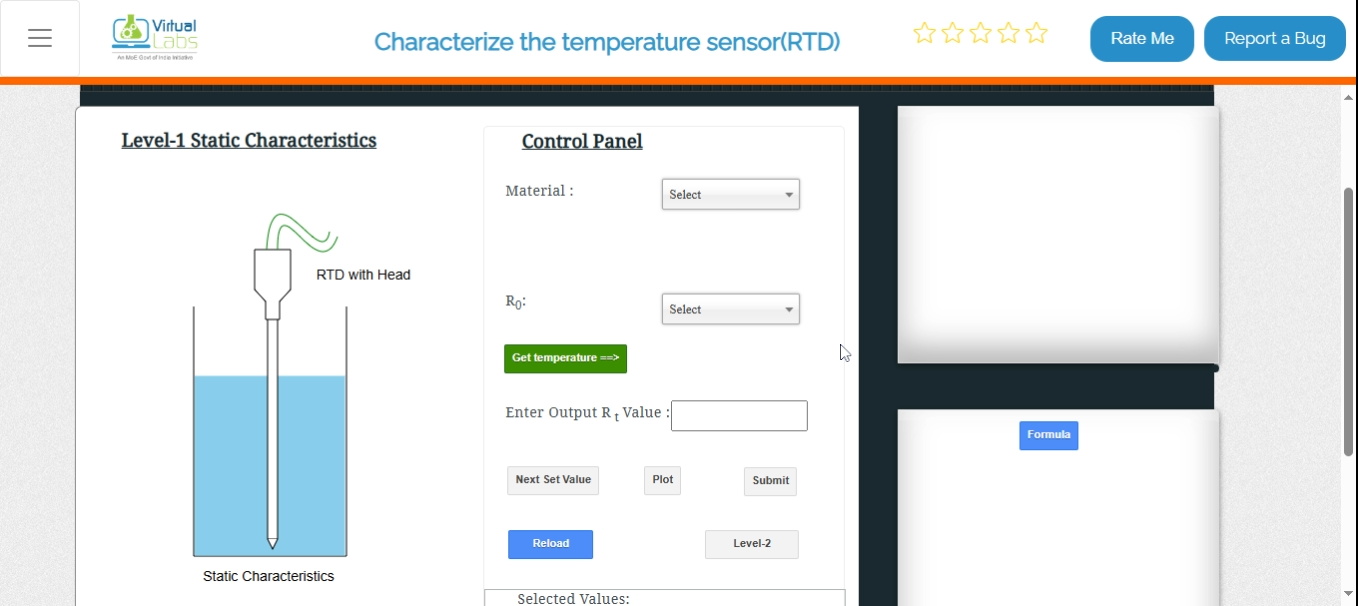 Virtual
Labs
An MoE Govt of India Initiative
Characterize the temperature sensor(RTD)
Rate Me
Report a Bug
Level-1 Static Characteristics
Control Panel
Material :
Select
RTD with Head
R0:
Select
Get temperature ==>
Enter Output R t Value :
Formula
Next Set Value
Plot
Submit
Reload
Level-2
Static Characteristics
Selected Values: